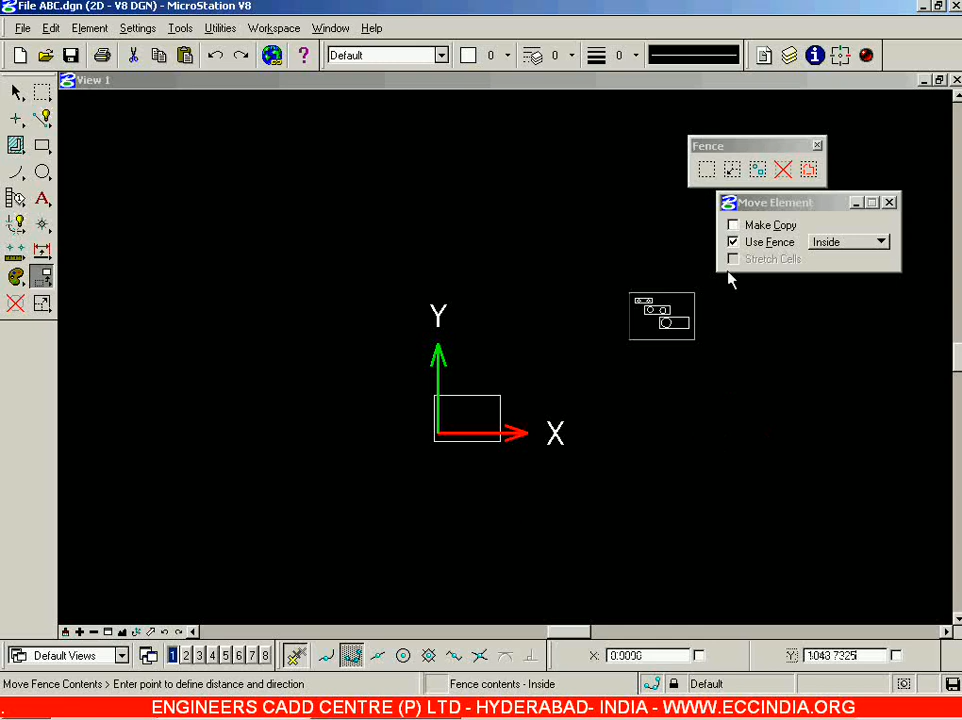 File ABC.dgn (2D - V8 DGN) - MicroStation V8
File Edit Element Settings Tools Utilities Workspace Window Help
Default 0 0 0
View 1
Fence
Move Element
Make Copy
Use Fence Inside
Stretch Cells
Y
X
Default Views 1 2 3 4 5 6 7 8 X: 0.0000 Y: 1043.7325
Move Fence Contents > Enter point to define distance and direction Fence contents - Inside Default
ENGINEERS CADD CENTRE (P) LTD - HYDERABAD- INDIA - WWW.ECCINDIA.ORG